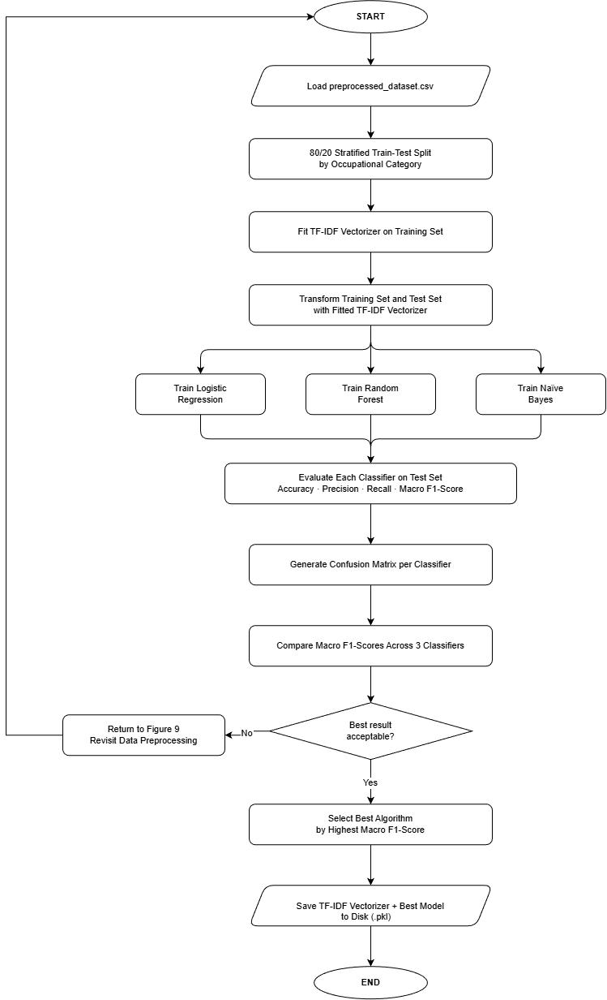 START
Load preprocessed_dataset.csv
80/20 Stratified Train-Test Split
by Occupational Category
Fit TF-IDF Vectorizer on Training Set
Transform Training Set and Test Set
with Fitted TF-IDF Vectorizer
Train Logistic
Regression
Train Random
Forest
Train Naïve
Bayes
Evaluate Each Classifier on Test Set
Accuracy · Precision · Recall · Macro F1-Score
Generate Confusion Matrix per Classifier
Compare Macro F1-Scores Across 3 Classifiers
Best result
acceptable?
No
Return to Figure 9
Revisit Data Preprocessing
Yes
Select Best Algorithm
by Highest Macro F1-Score
Save TF-IDF Vectorizer + Best Model
to Disk (.pkl)
END